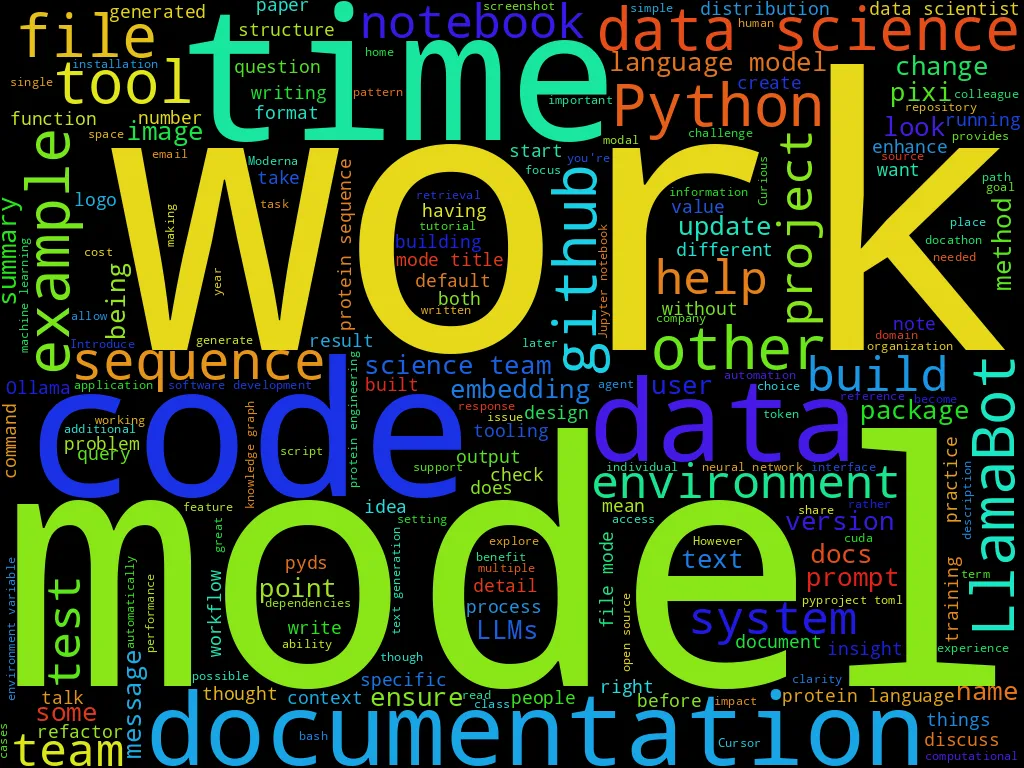 file
generated
paper
structure
time
notebook
screenshot
simple
distribution
data scientist
data science
human
installation
tool
single
home
question
pattern
language model
create
change
writing
format
important
Python
pixi
colleague
repository
function
number
image
space
look
running
provides
challenge
modal
enhance
source
want
example
email
Work
Moderna
take
task
start
you're
focus
github
Curious
project
information
value
path
goal
method
summary
logo
retrieval
having
tutorial
building
mode title
default
both
written
protein sequence
update
different
place
docathon
needed
machine learning
cost
making
year
being
Jupyter notebook
help
without
company
note
domain
organization
allow
Introduce
generate
result
later
other
sequence
science team
automation
build
Ollama
application
software development
built
embedding
agent
user
choice
reference
become
package
code
data
command
working
additional
problem
query
knowledge graph
script
protein engineering
response
issue
design
tooling
token
LlamaBot
support
output
check
does
individual
neural network
interface
environment
practice
description
model
feature
great
idea
setting
mean
access
share
rather
version
However
cuda
explore
benefit
multiple
detail
text
docs
prompt
environment variable
test
automatically
performance
workflow
pyds
point
dependencies
write
ability
text generation
process
LLMs
file mode
open source
pyproject toml
system
training
term
document
insight
experience
message
possible
though
specific
clarity
talk
thought
context
ensure
read
class
people
right
before
impact
protein language
name
some
refactor
cases
team
documentation
bash
Cursor
things
discuss
computational